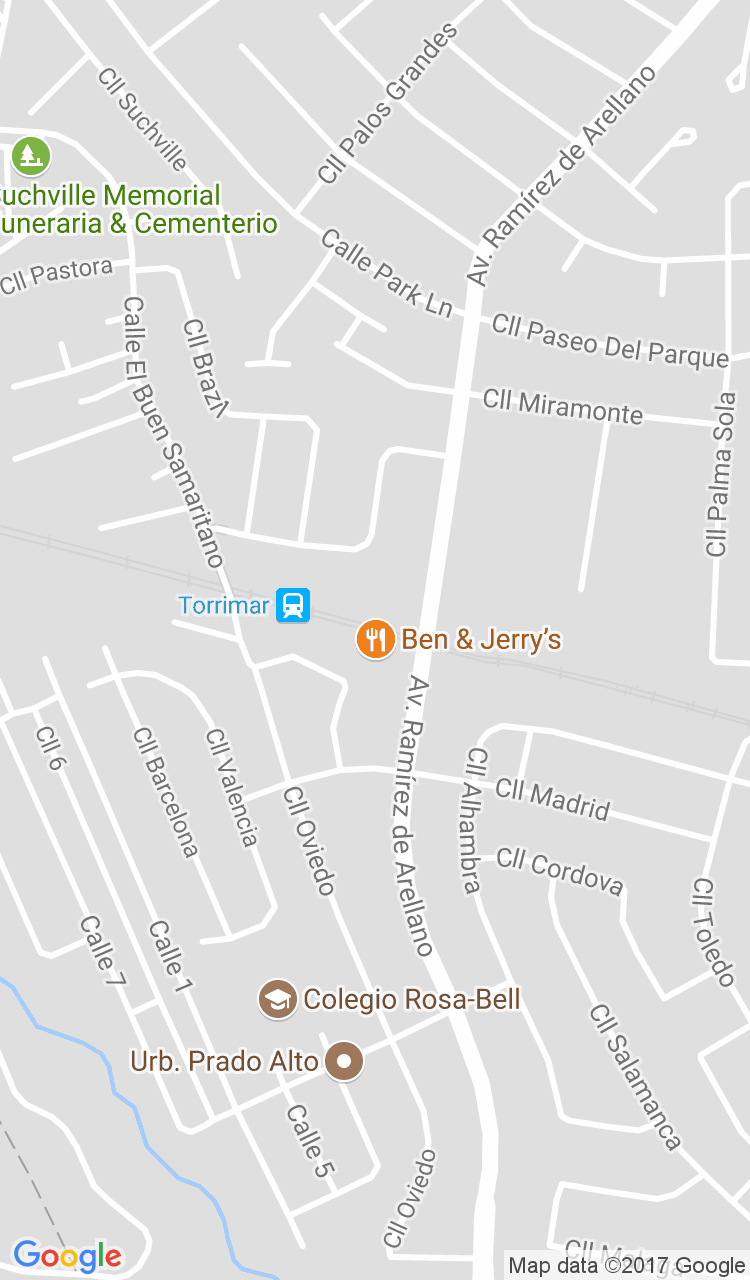 Cll Palos Grandes
Av. Ramírez de Arellano
Cll Suchville
Suchville Memorial
uneraria & Cementerio
Cll Pastora
Calle Park Ln
Cll Paseo Del Parque
Calle El Buen Samaritano
Cll Brazil
Cll Miramonte
Cll Palma Sola
Torrimar
Ben & Jerry's
Av. Ramírez de Arellano
Cll 6
Cll Barcelona
Cll Valencia
Cll Oviedo
Cll Alhambra
Cll Madrid
Cll Cordova
Cll Toledo
Calle 7
Calle 1
Colegio Rosa-Bell
Urb. Prado Alto
Cll Salamanca
Calle 5
Cll Oviedo
Cll Malaga
Google
Map data ©2017 Google